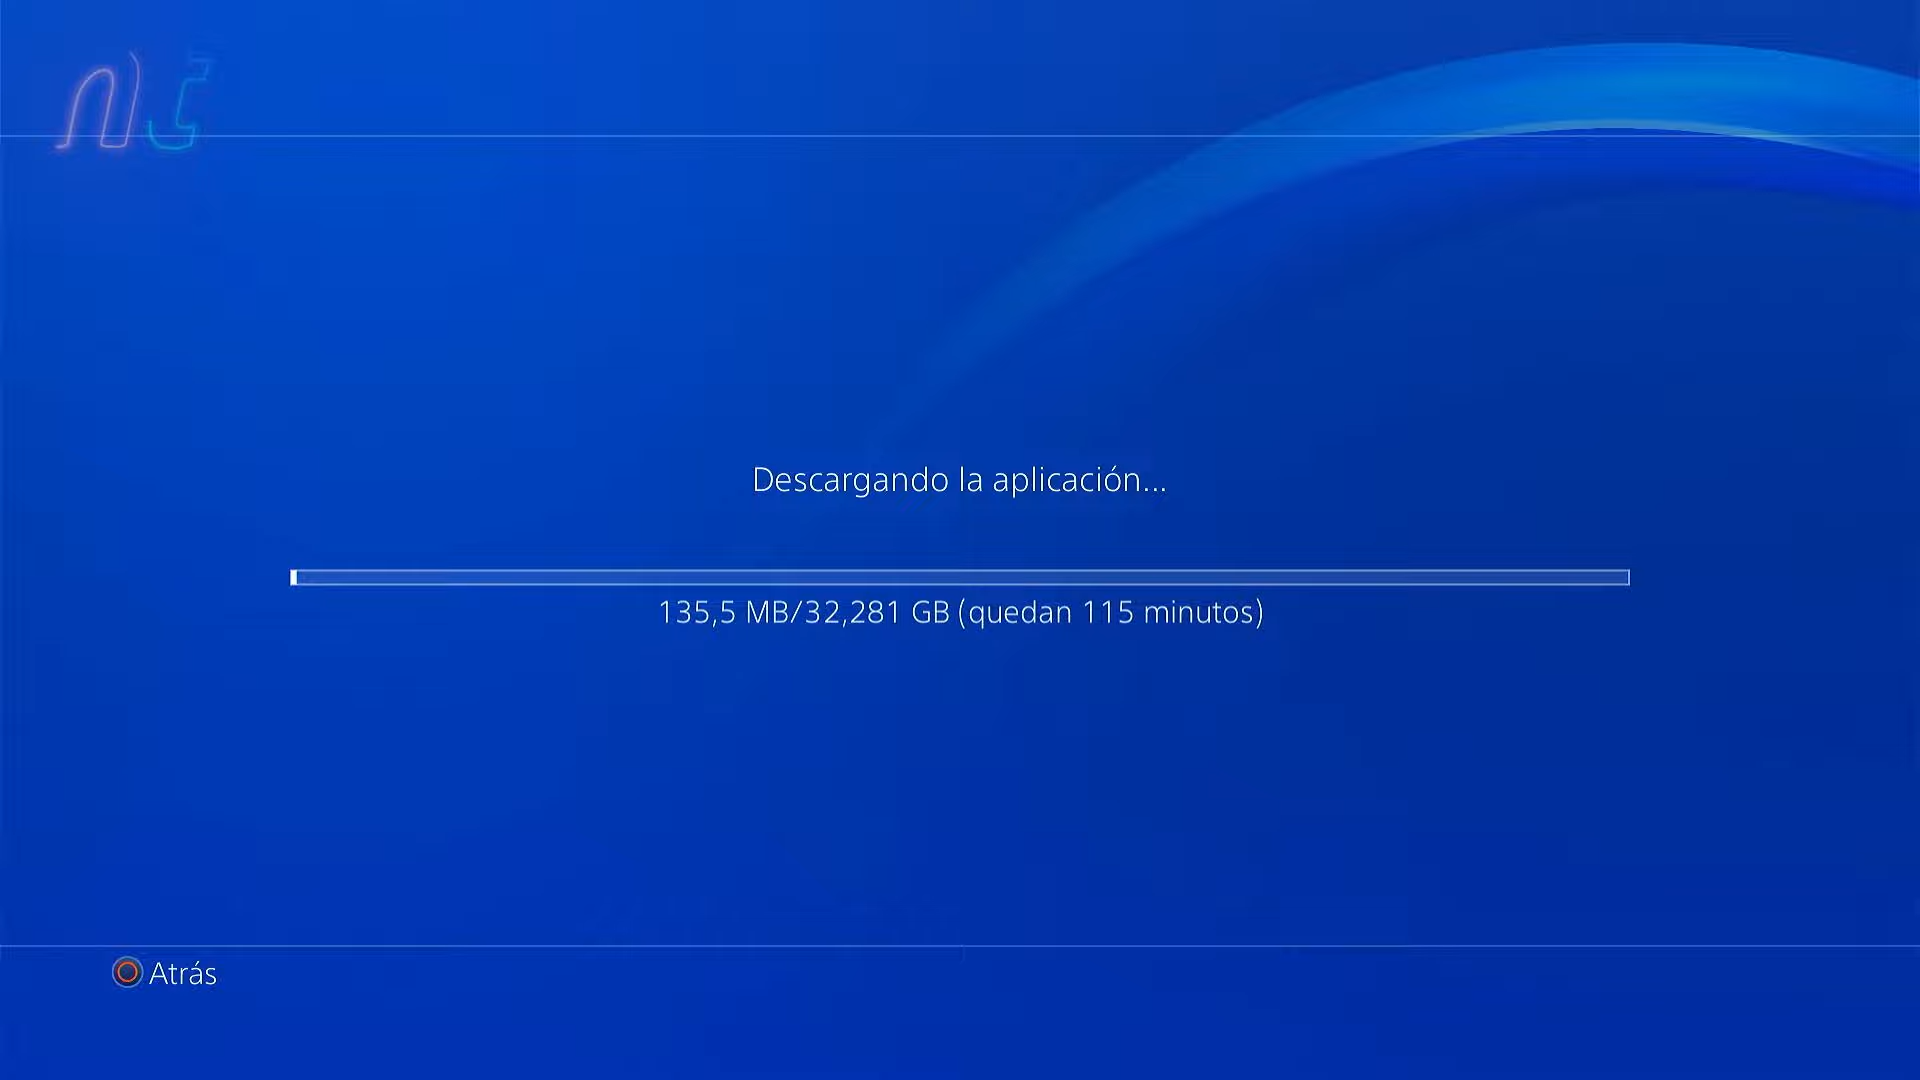 Descargando la aplicación...
135,5 MB/32,281 GB (quedan 115 minutos)
Atrás